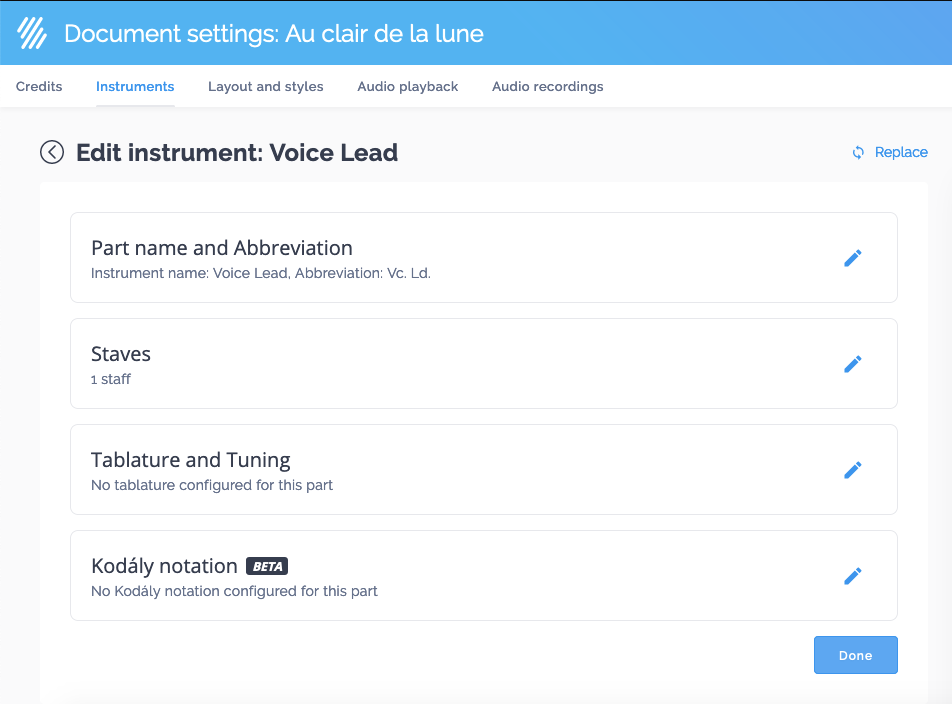 Document settings: Au clair de la lune
Credits
Instruments
Layout and styles
Audio playback
Audio recordings
Edit instrument: Voice Lead
Replace
Part name and Abbreviation
Instrument name: Voice Lead, Abbreviation: Vc. Ld.
Staves
1 staff
Tablature and Tuning
No tablature configured for this part
Kodály notation BETA
No Kodály notation configured for this part
Done